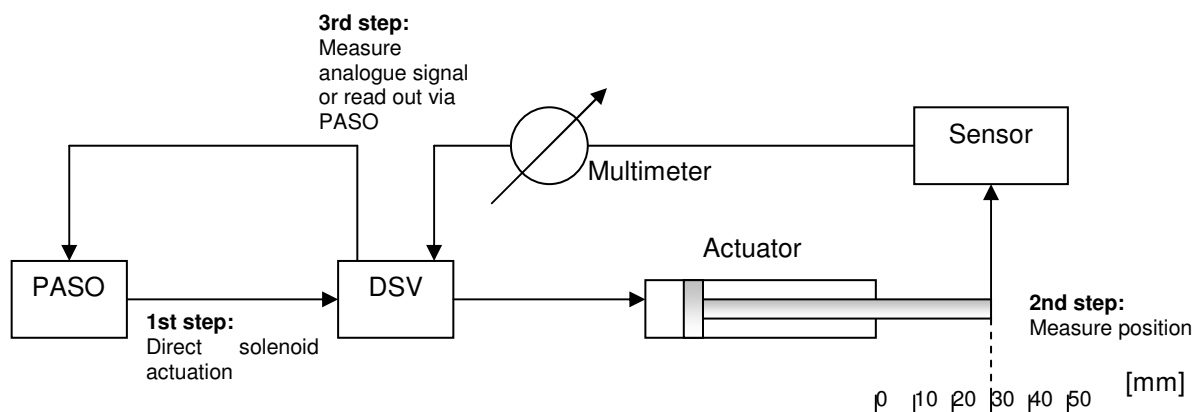 3rd step:
Measure
analogue signal
or read out via
PASO
Sensor
Multimeter
Actuator
PASO
DSV
1st step:
Direct solenoid
actuation
2nd step:
Measure position
[mm]
0 10 20 30 40 50